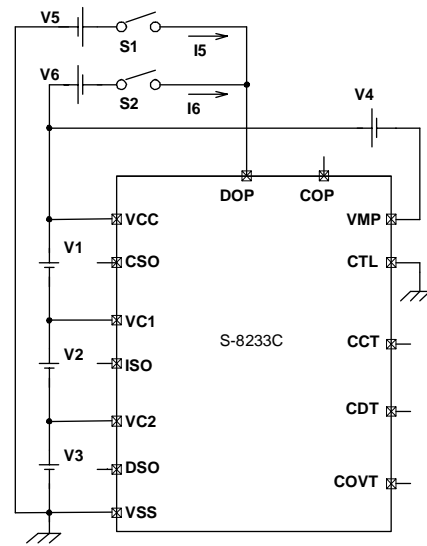 V5
S1
I5
V6
S2
I6
V4
DOP
COP
VCC
VMP
V1
CSO
CTL
VC1
V2
S-8233C
CCT
ISO
VC2
CDT
V3
DSO
COVT
VSS